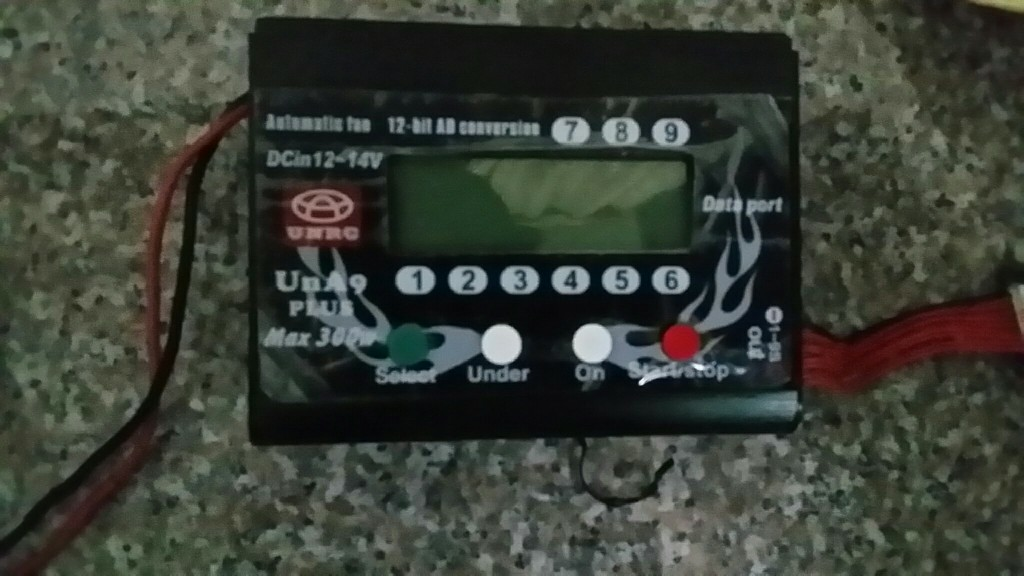 Automatic fan 12-bit AD conversion 7 8 9
DCin12~14V
Data port
UNRC
UnA9 1 2 3 4 5 6
PLUS
Max 300w
Select Under On Start/stop